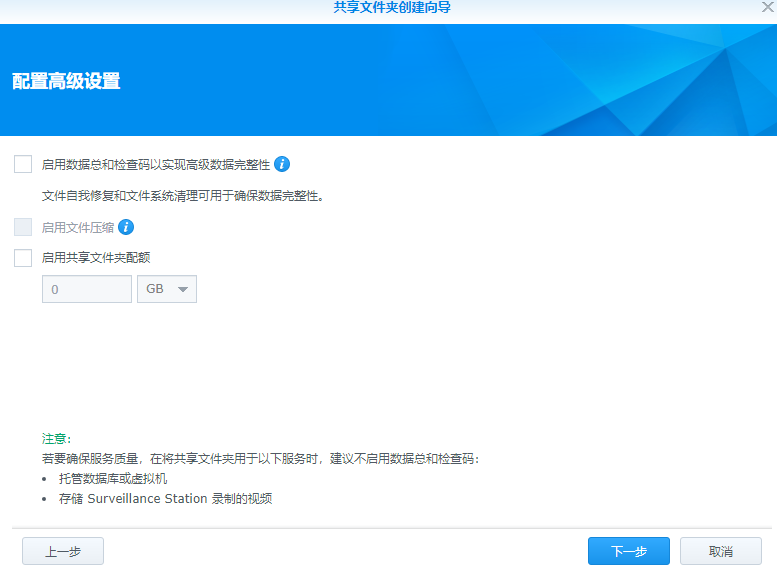 共享文件夹创建向导
配置高级设置
启用数据总和检查码以实现高级数据完整性
文件自我修复和文件系统清理可用于确保数据完整性。
启用文件压缩
启用共享文件夹配额
0 GB
注意:
若要确保服务质量，在将共享文件夹用于以下服务时，建议不启用数据总和检查码:
• 托管数据库或虚拟机
• 存储 Surveillance Station 录制的视频
上一步 下一步 取消